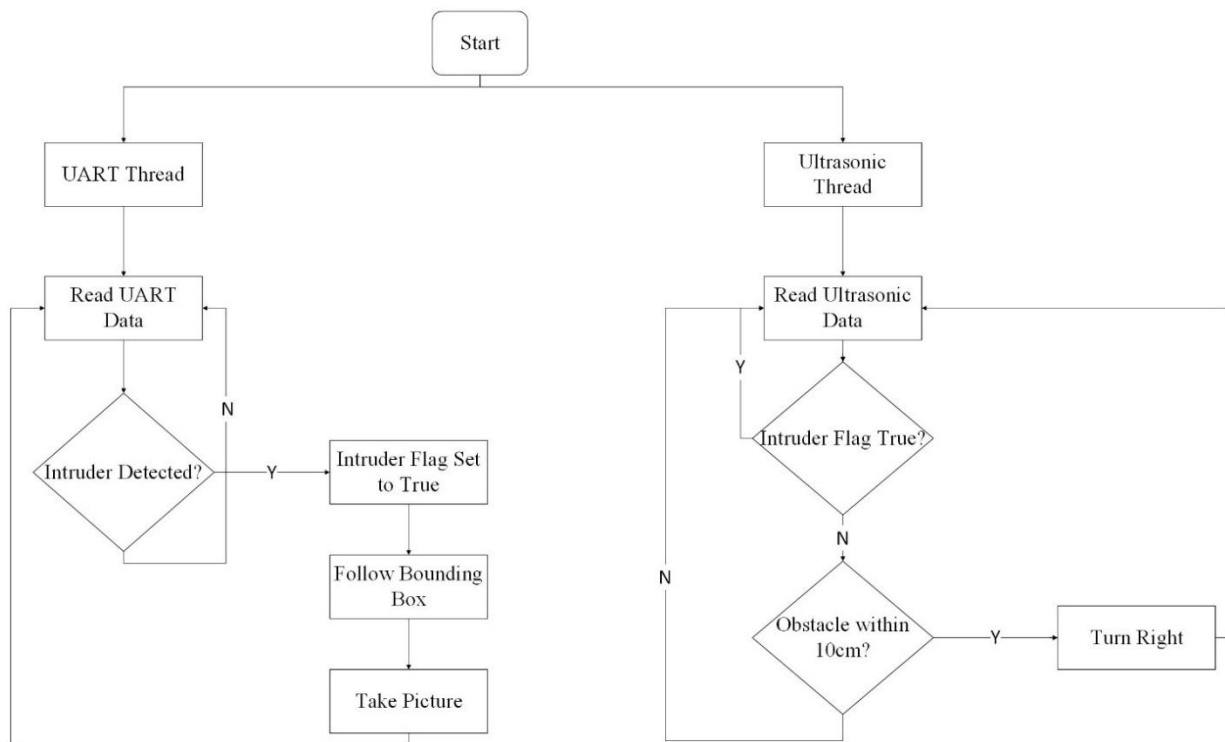 Start
UART Thread
Ultrasonic
Thread
Read UART
Data
Read Ultrasonic
Data
Y
N
Intruder Detected?
Y
Intruder Flag Set
to True
Intruder Flag True?
N
Follow Bounding
Box
N
Obstacle within
10cm?
Y
Turn Right
Take Picture